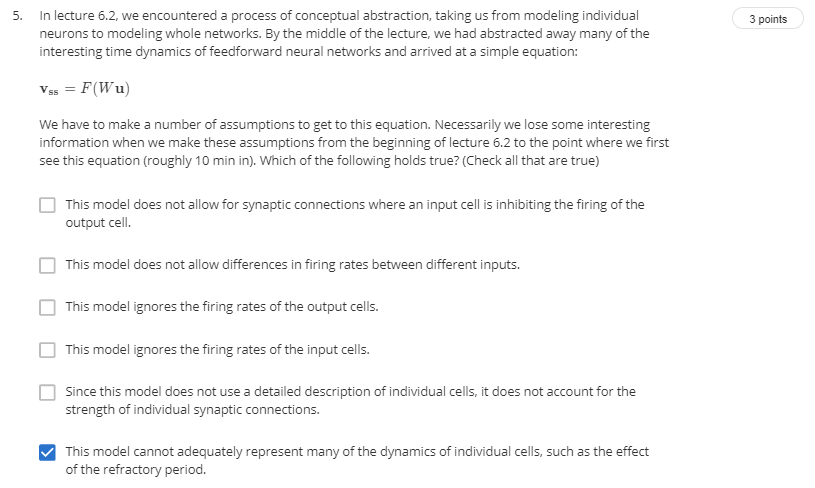 5. In lecture 6.2, we encountered a process of conceptual abstraction, taking us from modeling individual
3 points
neurons to modeling whole networks. By the middle of the lecture, we had abstracted away many of the
interesting time dynamics of feedforward neural networks and arrived at a simple equation:
v_ss = F(Wu)
We have to make a number of assumptions to get to this equation. Necessarily we lose some interesting
information when we make these assumptions from the beginning of lecture 6.2 to the point where we first
see this equation (roughly 10 min in). Which of the following holds true? (Check all that are true)
This model does not allow for synaptic connections where an input cell is inhibiting the firing of the
output cell.
This model does not allow differences in firing rates between different inputs.
This model ignores the firing rates of the output cells.
This model ignores the firing rates of the input cells.
Since this model does not use a detailed description of individual cells, it does not account for the
strength of individual synaptic connections.
This model cannot adequately represent many of the dynamics of individual cells, such as the effect
of the refractory period.